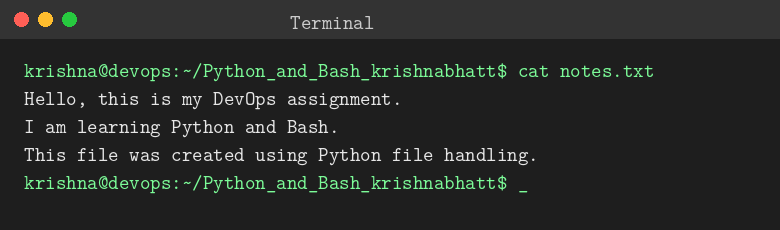 Terminal
krishna@devops:~/Python_and_Bash_krishnabhatt$ cat notes.txt
Hello, this is my DevOps assignment.
I am learning Python and Bash.
This file was created using Python file handling.
krishna@devops:~/Python_and_Bash_krishnabhatt$ _